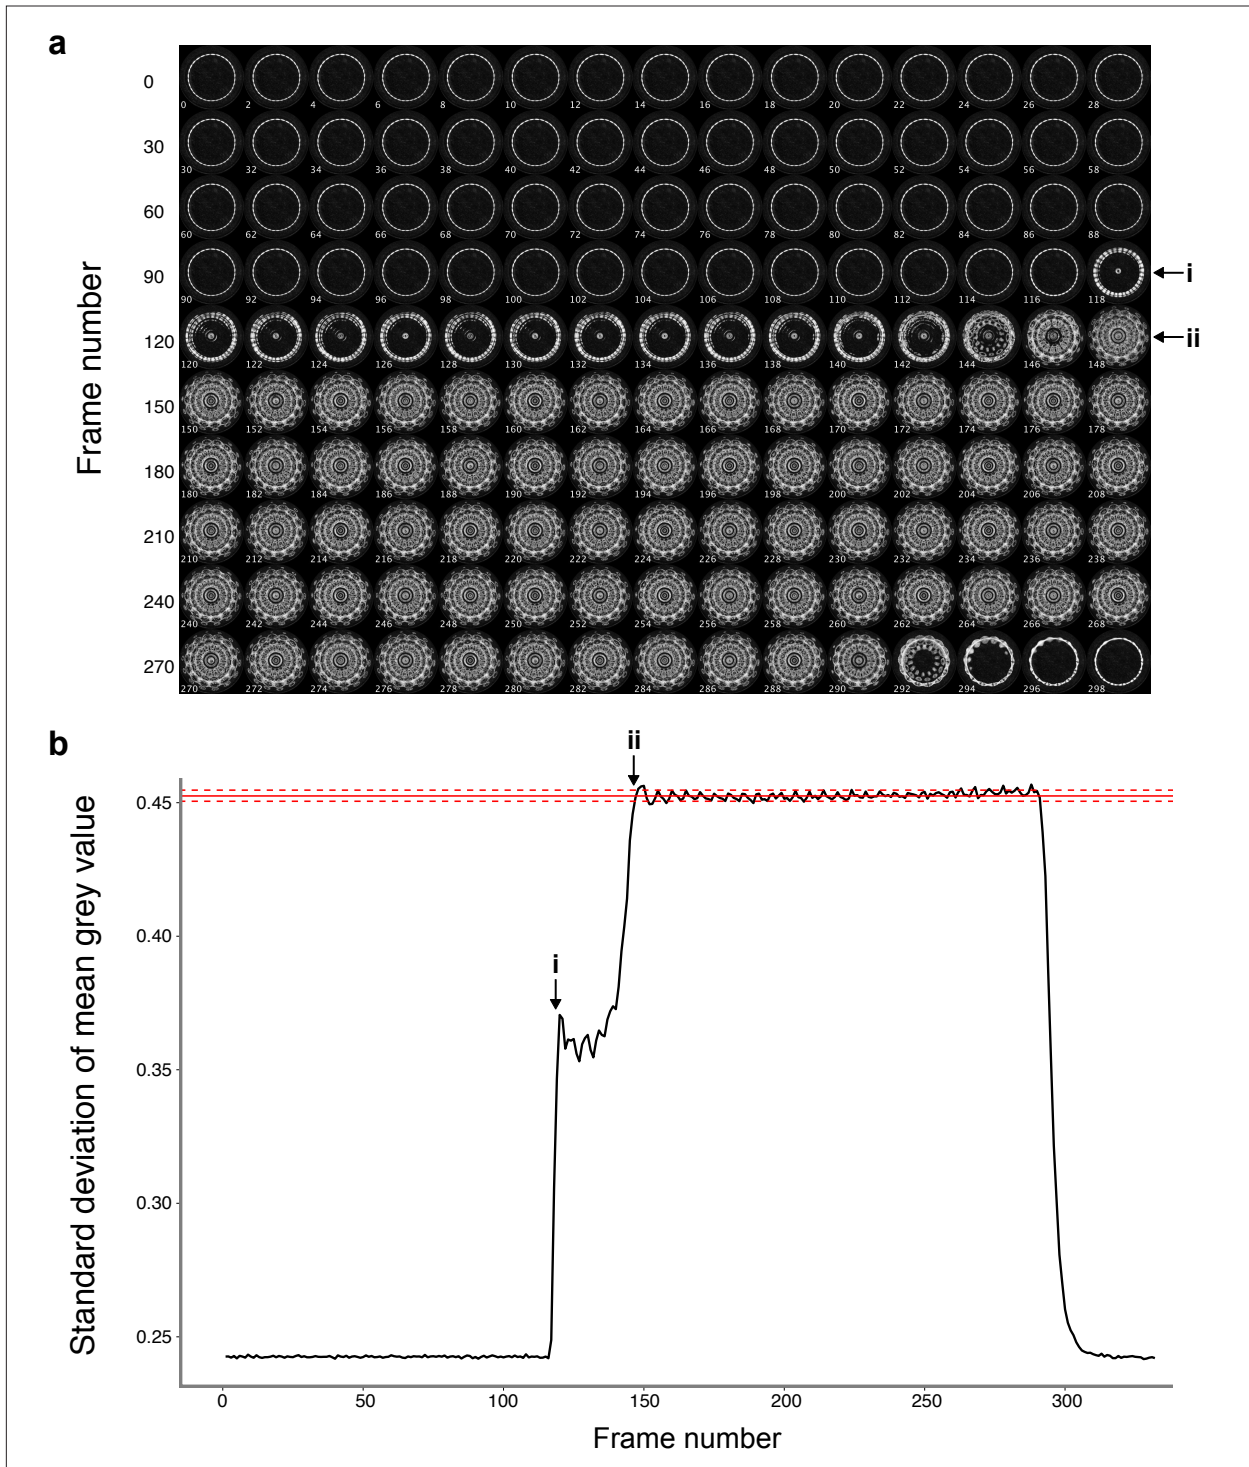 a
0
0 2 4 6 8 10 12 14 16 18 20 22 24 26 28
30
30 32 34 36 38 40 42 44 46 48 50 52 54 56 58
60
60 62 64 66 68 70 72 74 76 78 80 82 84 86 88
90
90 92 94 96 98 100 102 104 106 108 110 112 114 116 118
i
120
120 122 124 126 128 130 132 134 136 138 140 142 144 146 148
ii
150
150 152 154 156 158 160 162 164 166 168 170 172 174 176 178
180
180 182 184 186 188 190 192 194 196 198 200 202 204 206 208
210
210 212 214 216 218 220 222 224 226 228 230 232 234 236 238
240
240 242 244 246 248 250 252 254 256 258 260 262 264 266 268
270
270 272 274 276 278 280 282 284 286 288 290 292 294 296 298
Frame number
b
ii
i
0.45
0.40
0.35
0.30
0.25
Standard deviation of mean grey value
0 50 100 150 200 250 300
Frame number